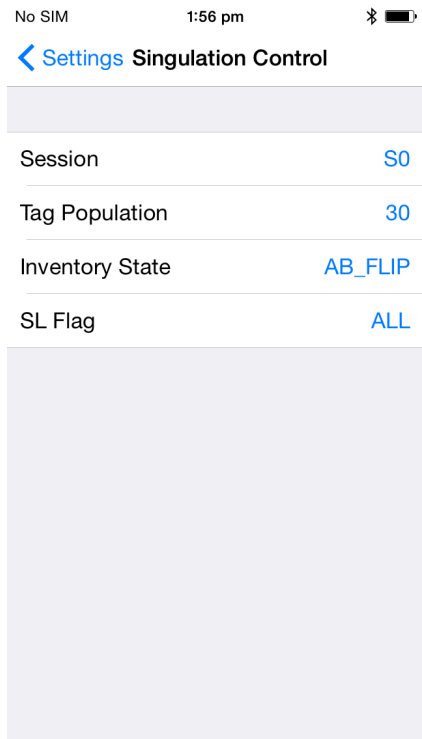 No SIM 1:56 pm
Settings Singulation Control
Session S0
Tag Population 30
Inventory State AB_FLIP
SL Flag ALL